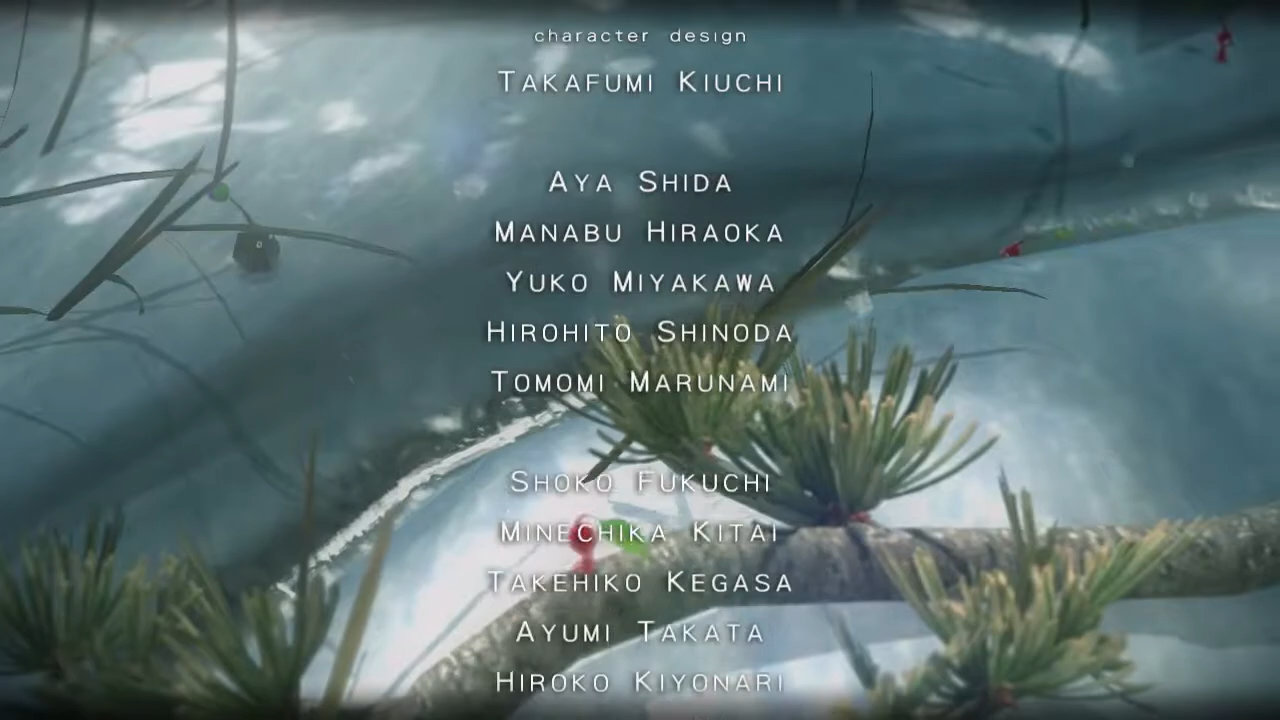 character design
TAKAFUMI KIUCHI
AYA SHIDA
MANABU HIRAOKA
YUKO MIYAKAWA
HIROHITO SHINODA
TOMOMI MARUNAMI
SHOKO FUKUCHI
MINECHIKA KITAI
TAKEHIKO KEGASA
AYUMI TAKATA
HIROKO KIYONARI